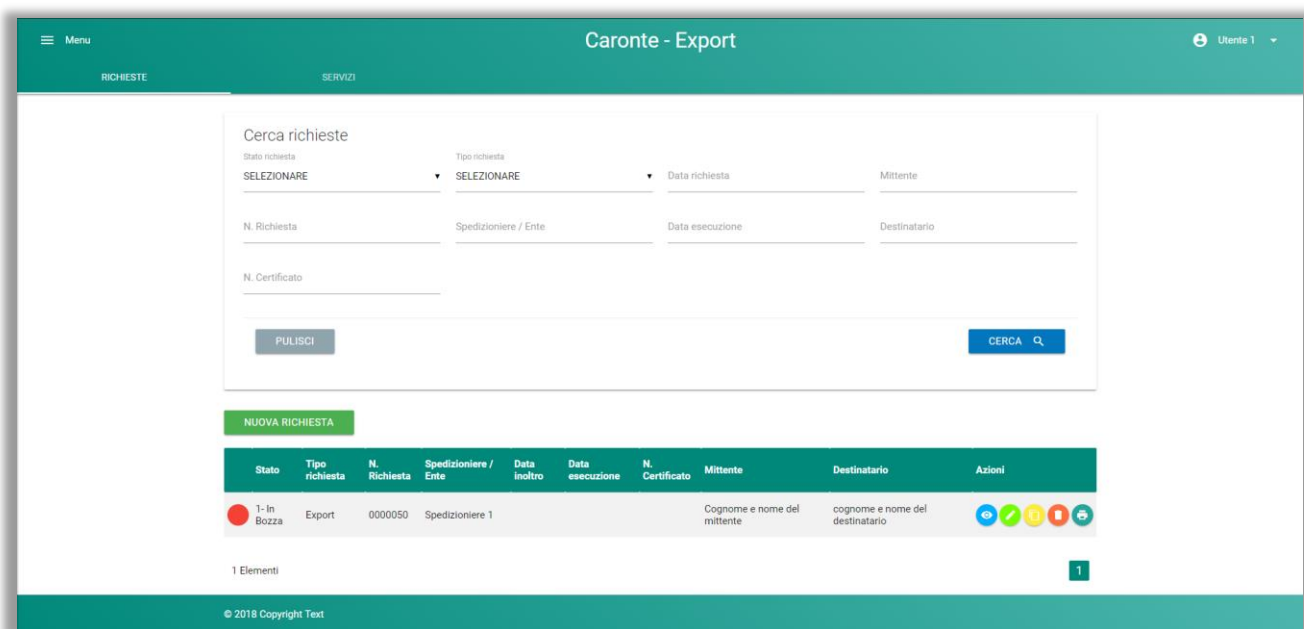 Menu
Caronte - Export
Utente 1
RICHIESTE
SERVIZI
Cerca richieste
Stato richiesta
Tipo richiesta
SELEZIONARE
SELEZIONARE
Data richiesta
Mittente
N. Richiesta
Spedizioniere / Ente
Data esecuzione
Destinatario
N. Certificato
PULISCI
CERCA
NUOVA RICHIESTA
Stato
Tipo
richiesta
N.
Richiesta
Spedizioniere /
Ente
Data
inoltro
Data
esecuzione
N.
Certificato
Mittente
Destinatario
Azioni
1- In
Bozza
Export
0000050
Spedizioniere 1
Cognome e nome del
mittente
cognome e nome del
destinatario
1 Elementi
1
© 2018 Copyright Text